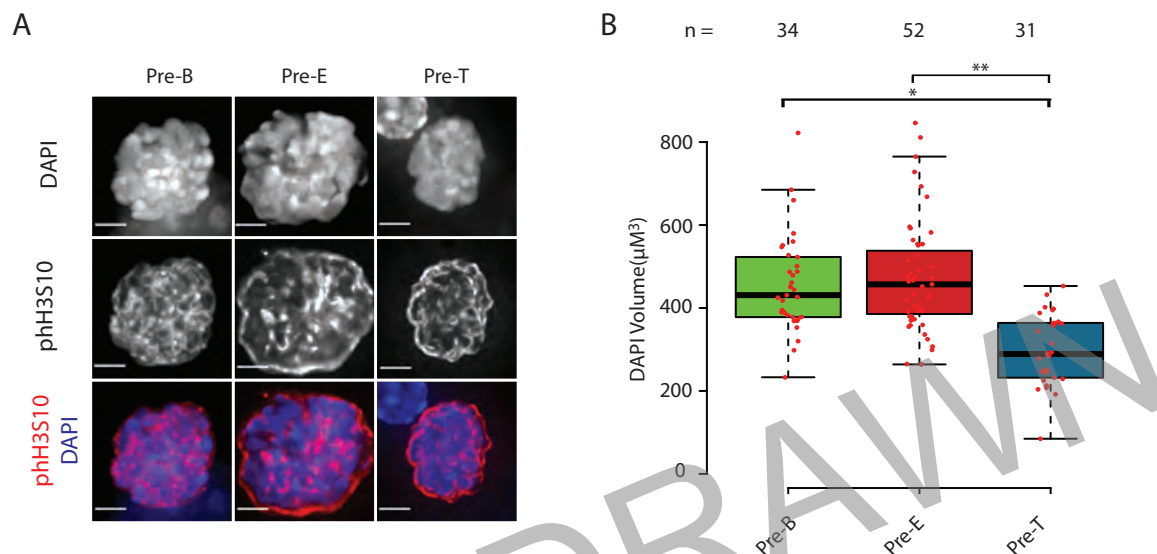 A
Pre-B Pre-E Pre-T
DAPI
phH3S10
phH3S10
DAPI
B
n = 34 52 31
**
*
DAPI Volume(µM³)
800
600
400
200
0
Pre-B Pre-E Pre-T
DRAWN